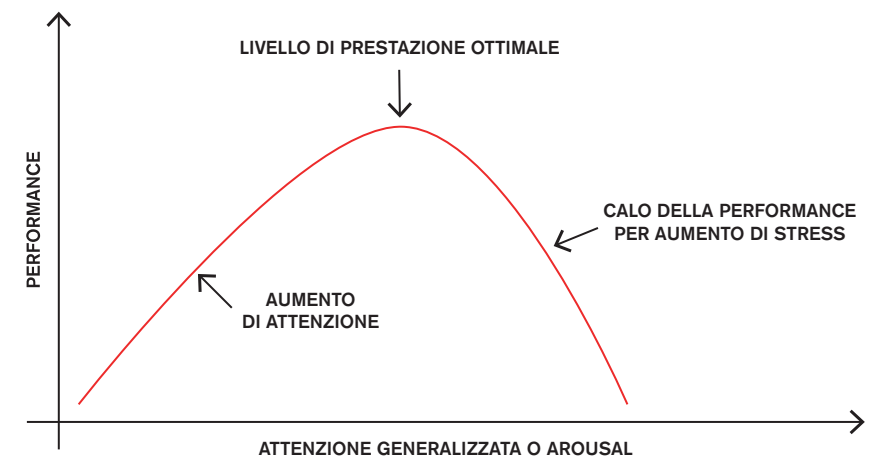 LIVELLO DI PRESTAZIONE OTTIMALE
PERFORMANCE
CALO DELLA PERFORMANCE
PER AUMENTO DI STRESS
AUMENTO
DI ATTENZIONE
ATTENZIONE GENERALIZZATA O AROUSAL